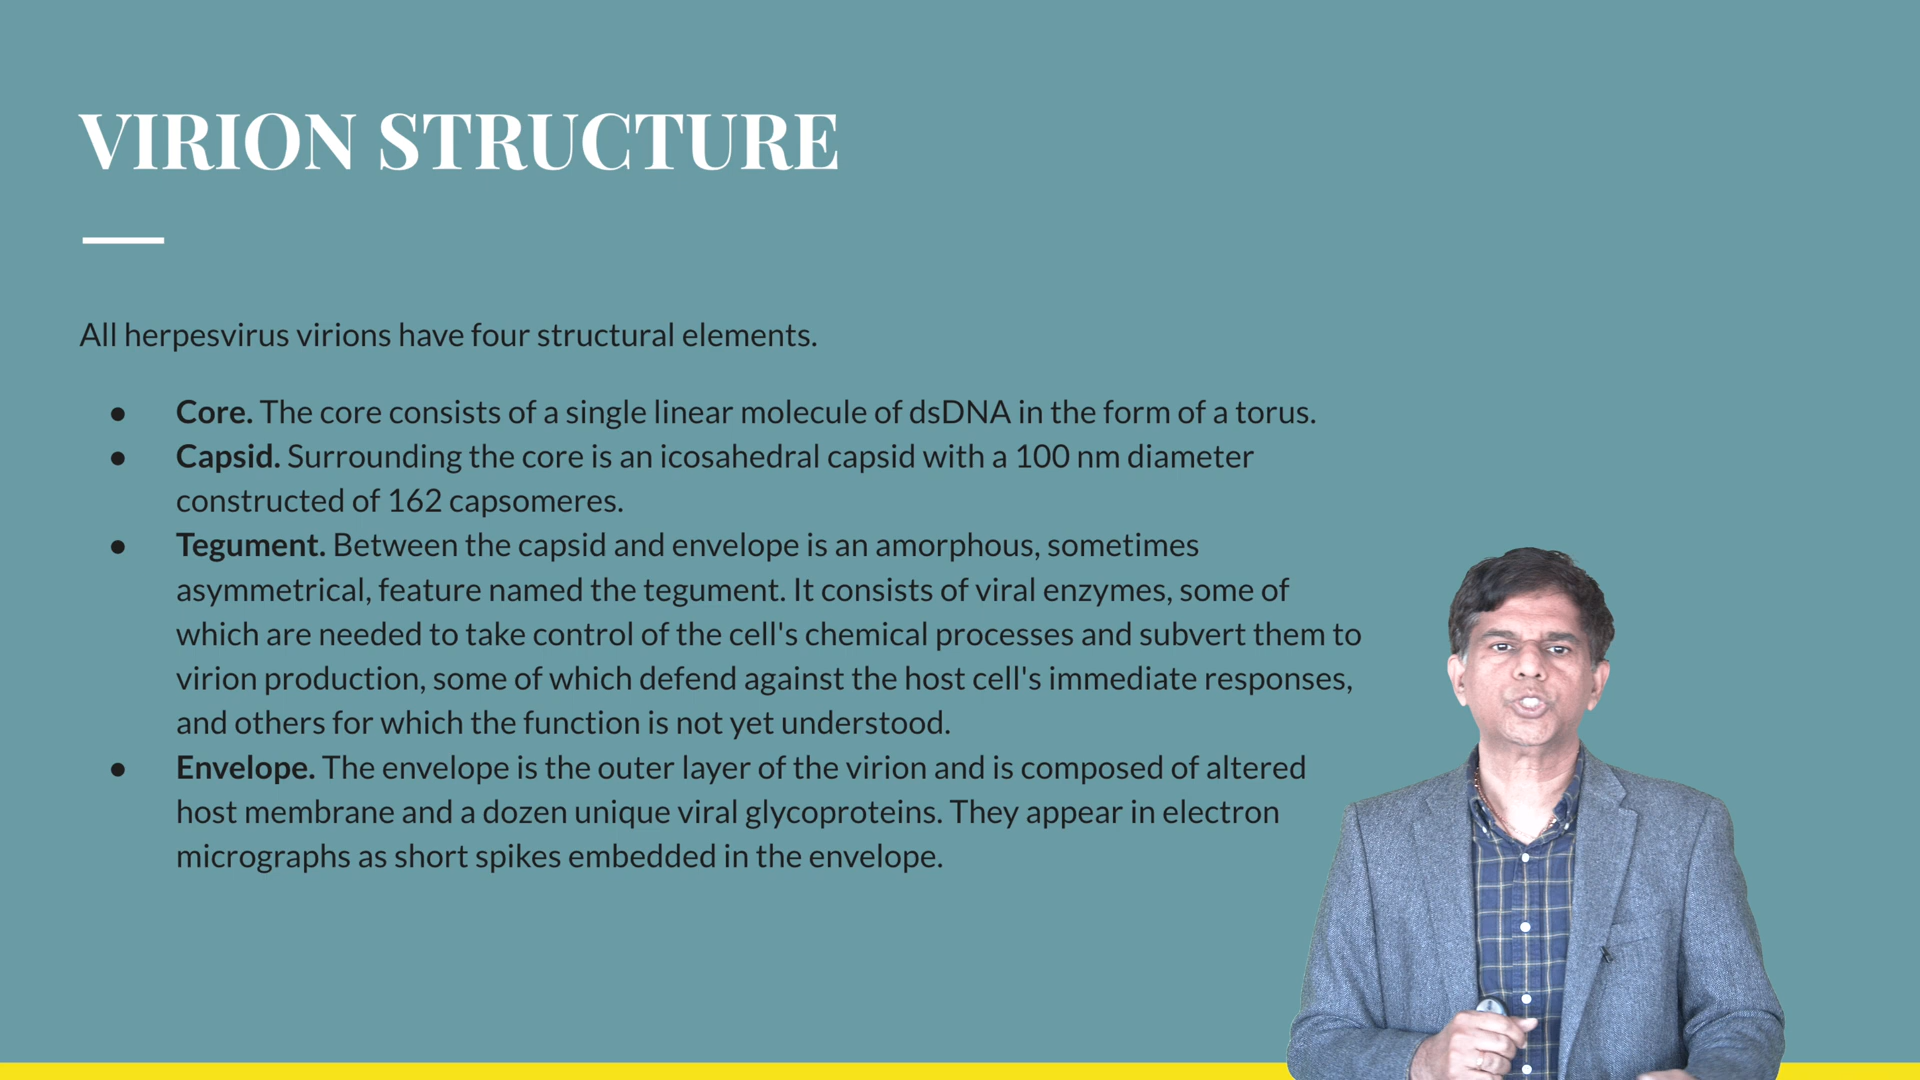 VIRION STRUCTURE
All herpesvirus virions have four structural elements.
● Core. The core consists of a single linear molecule of dsDNA in the form of a torus.
● Capsid. Surrounding the core is an icosahedral capsid with a 100 nm diameter
constructed of 162 capsomeres.
● Tegument. Between the capsid and envelope is an amorphous, sometimes
asymmetrical, feature named the tegument. It consists of viral enzymes, some of
which are needed to take control of the cell's chemical processes and subvert them to
virion production, some of which defend against the host cell's immediate responses,
and others for which the function is not yet understood.
● Envelope. The envelope is the outer layer of the virion and is composed of altered
host membrane and a dozen unique viral glycoproteins. They appear in electron
micrographs as short spikes embedded in the envelope.